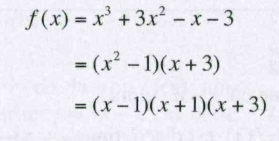 f(x) = x³ + 3x² − x − 3
= (x² − 1)(x + 3)
= (x − 1)(x + 1)(x + 3)